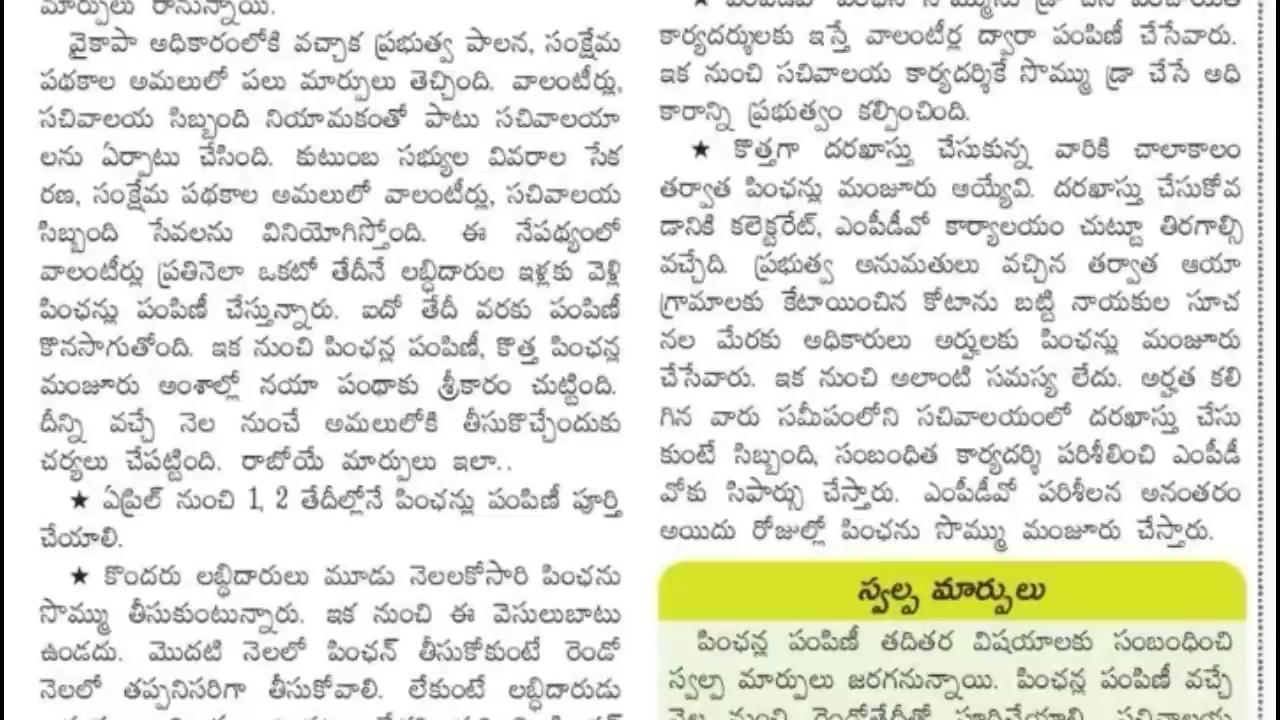 మార్పులు రానున్నాయి.
వైకాపా అధికారంలోకి వచ్చాక ప్రభుత్వ పాలన, సంక్షేమ
పథకాల అమలులో పలు మార్పులు తెచ్చింది. వాలంటీర్లు,
సచివాలయ సిబ్బంది నియామకంతో పాటు సచివాలయా
లను ఏర్పాటు చేసింది. కుటుంబ సభ్యుల వివరాల సేక
రణ, సంక్షేమ పథకాల అమలులో వాలంటీర్లు, సచివాలయ
సిబ్బంది సేవలను వినియోగిస్తోంది. ఈ నేపథ్యంలో
వాలంటీర్లు ప్రతినెలా ఒకటో తేదీనే లబ్ధిదారుల ఇళ్లకు వెళ్లి
పింఛన్లు పంపిణీ చేస్తున్నారు. ఐదో తేదీ వరకు పంపిణీ
కొనసాగుతోంది. ఇక నుంచి పింఛన్ల పంపిణీ, కొత్త పింఛన్ల
మంజూరు అంశాల్లో నయా పంథాకు శ్రీకారం చుట్టింది.
దీన్ని వచ్చే నెల నుంచే అమలులోకి తీసుకొచ్చేందుకు
చర్యలు చేపట్టింది. రాబోయే మార్పులు ఇలా..
★ ఏప్రిల్ నుంచి 1, 2 తేదీల్లోనే పింఛన్లు పంపిణీ పూర్తి
చేయాలి.
★ కొందరు లబ్ధిదారులు మూడు నెలలకోసారి పింఛను
సొమ్ము తీసుకుంటున్నారు. ఇక నుంచి ఈ వెసులుబాటు
ఉండదు. మొదటి నెలలో పింఛన్ తీసుకోకుంటే రెండో
నెలలో తప్పనిసరిగా తీసుకోవాలి. లేకుంటే లబ్ధిదారుడు
కార్యదర్శులకు ఇస్తే వాలంటీర్ల ద్వారా పంపిణీ చేసేవారు.
ఇక నుంచి సచివాలయ కార్యదర్శికే సొమ్ము డ్రా చేసే అధి
కారాన్ని ప్రభుత్వం కల్పించింది.
★ కొత్తగా దరఖాస్తు చేసుకున్న వారికి చాలాకాలం
తర్వాత పింఛన్లు మంజూరు అయ్యేవి. దరఖాస్తు చేసుకోవ
డానికి కలెక్టరేట్, ఎంపీడీవో కార్యాలయం చుట్టూ తిరగాల్సి
వచ్చేది. ప్రభుత్వ అనుమతులు వచ్చిన తర్వాత ఆయా
గ్రామాలకు కేటాయించిన కోటాను బట్టి నాయకుల సూచ
నల మేరకు అధికారులు అర్హులకు పింఛన్లు మంజూరు
చేసేవారు. ఇక నుంచి అలాంటి సమస్య లేదు. అర్హత కలి
గిన వారు సమీపంలోని సచివాలయంలో దరఖాస్తు చేసు
కుంటే సిబ్బంది, సంబంధిత కార్యదర్శి పరిశీలించి ఎంపీడీ
వోకు సిఫార్సు చేస్తారు. ఎంపీడీవో పరిశీలన అనంతరం
అయిదు రోజుల్లో పింఛను సొమ్ము మంజూరు చేస్తారు.
స్వల్ప మార్పులు
పింఛన్ల పంపిణీ తదితర విషయాలకు సంబంధించి
స్వల్ప మార్పులు జరగనున్నాయి. పింఛన్ల పంపిణీ వచ్చే